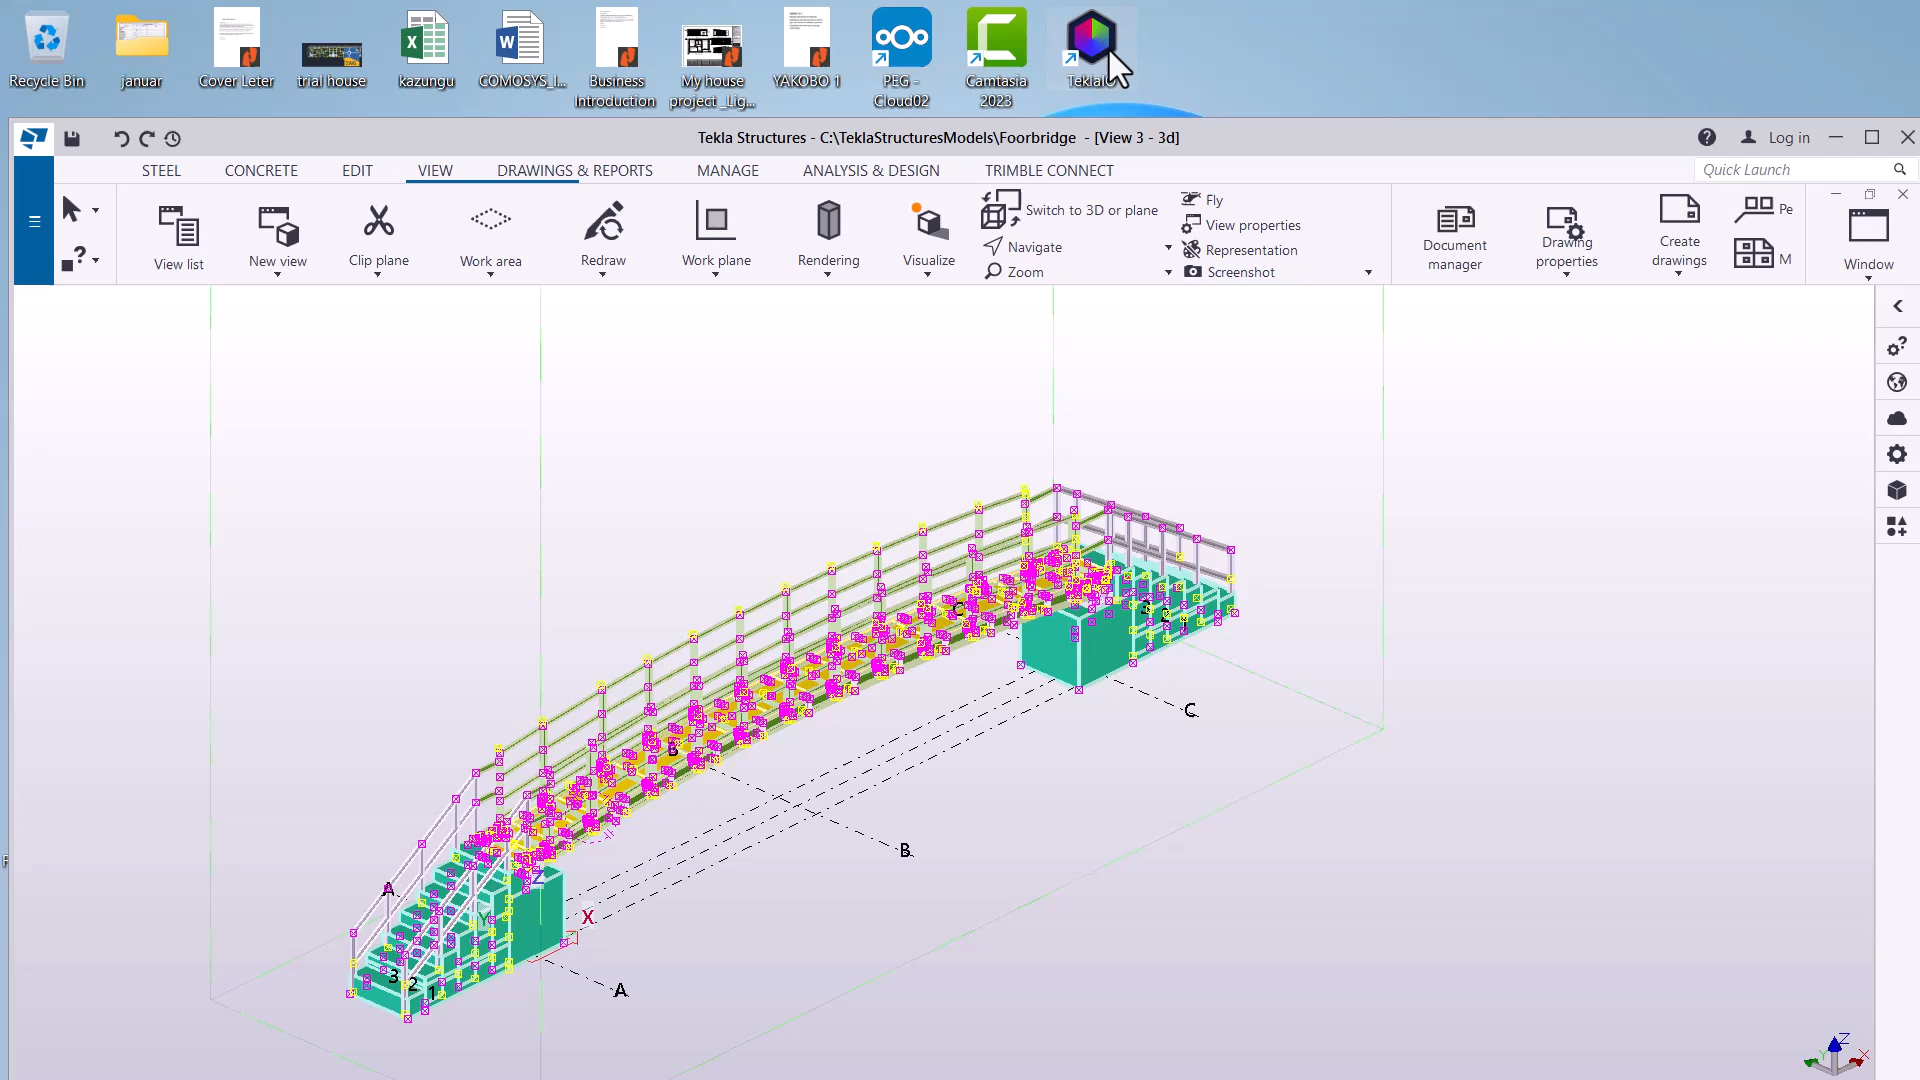 Recycle Bin
januar
Cover Leter
trial house
kazungu
COMOSYS_I...
Business
Introduction
My house
project _Lig...
YAKOBO 1
PEG -
Cloud02
Camtasia
2023
TeklaIO
Tekla Structures - C:\TeklaStructuresModels\Foorbridge - [View 3 - 3d]
Log in
STEEL
CONCRETE
EDIT
VIEW
DRAWINGS & REPORTS
MANAGE
ANALYSIS & DESIGN
TRIMBLE CONNECT
Quick Launch
View list
New view
Clip plane
Work area
Redraw
Work plane
Rendering
Visualize
Switch to 3D or plane
Navigate
Zoom
Fly
View properties
Representation
Screenshot
Document
manager
Drawing
properties
Create
drawings
Pe
M
Window
C
3
2
1
C
B
B
A
Z
Y
X
3
2
1
A
Z
Y
X